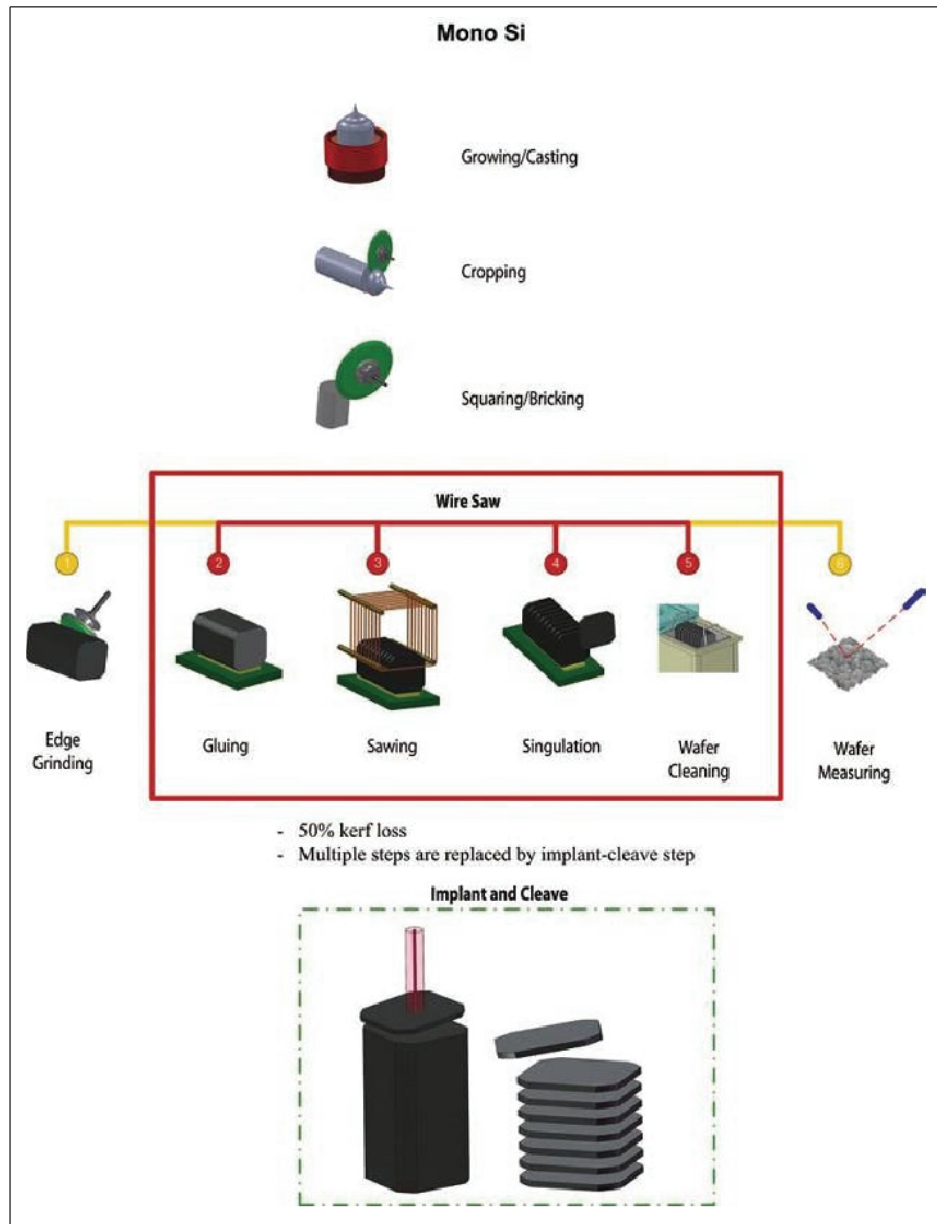 Mono Si
Growing/Casting
Cropping
Squaring/Bricking
Wire Saw
1 2 3 4 5 6
Edge
Grinding
Gluing
Sawing
Singulation
Wafer
Cleaning
Wafer
Measuring
- 50% kerf loss
- Multiple steps are replaced by implant-cleave step
Implant and Cleave